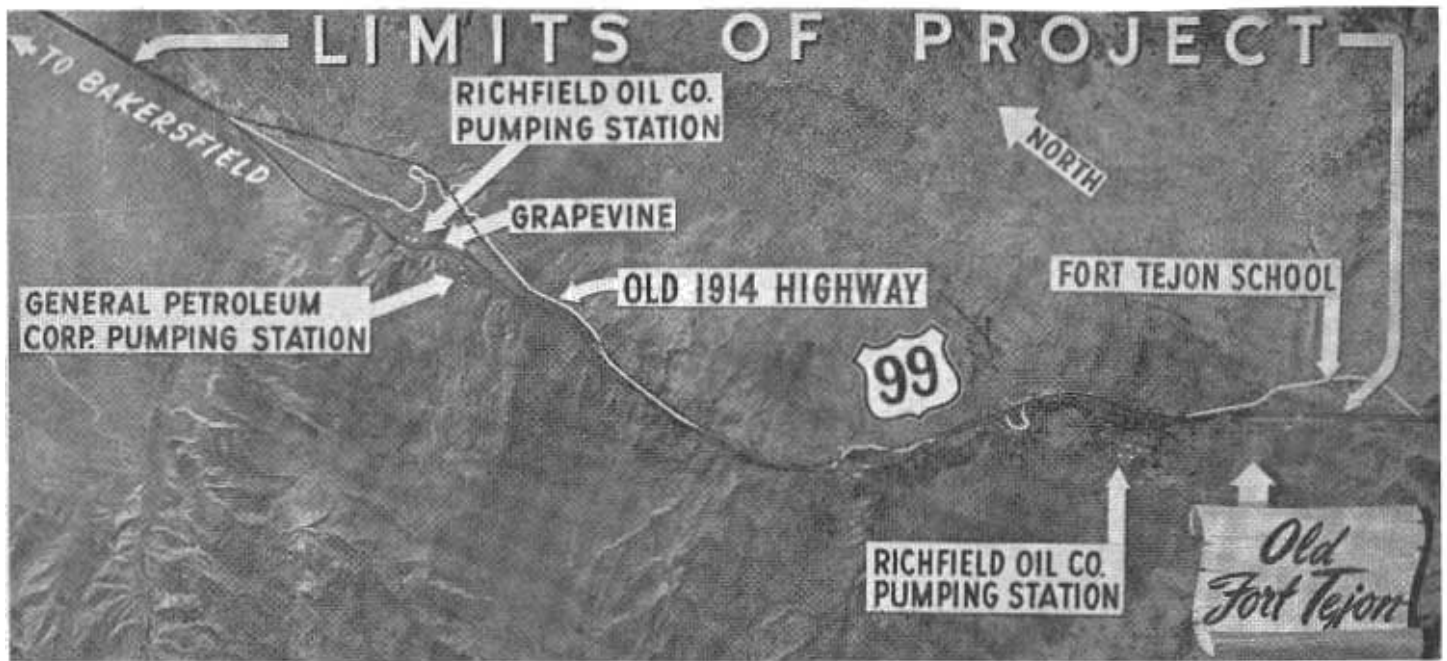 LIMITS OF PROJECT
TO BAKERSFIELD
RICHFIELD OIL CO.
PUMPING STATION
NORTH
GRAPEVINE
OLD 1914 HIGHWAY
FORT TEJON SCHOOL
GENERAL PETROLEUM
CORP. PUMPING STATION
99
RICHFIELD OIL CO.
PUMPING STATION
Old
Fort Tejon